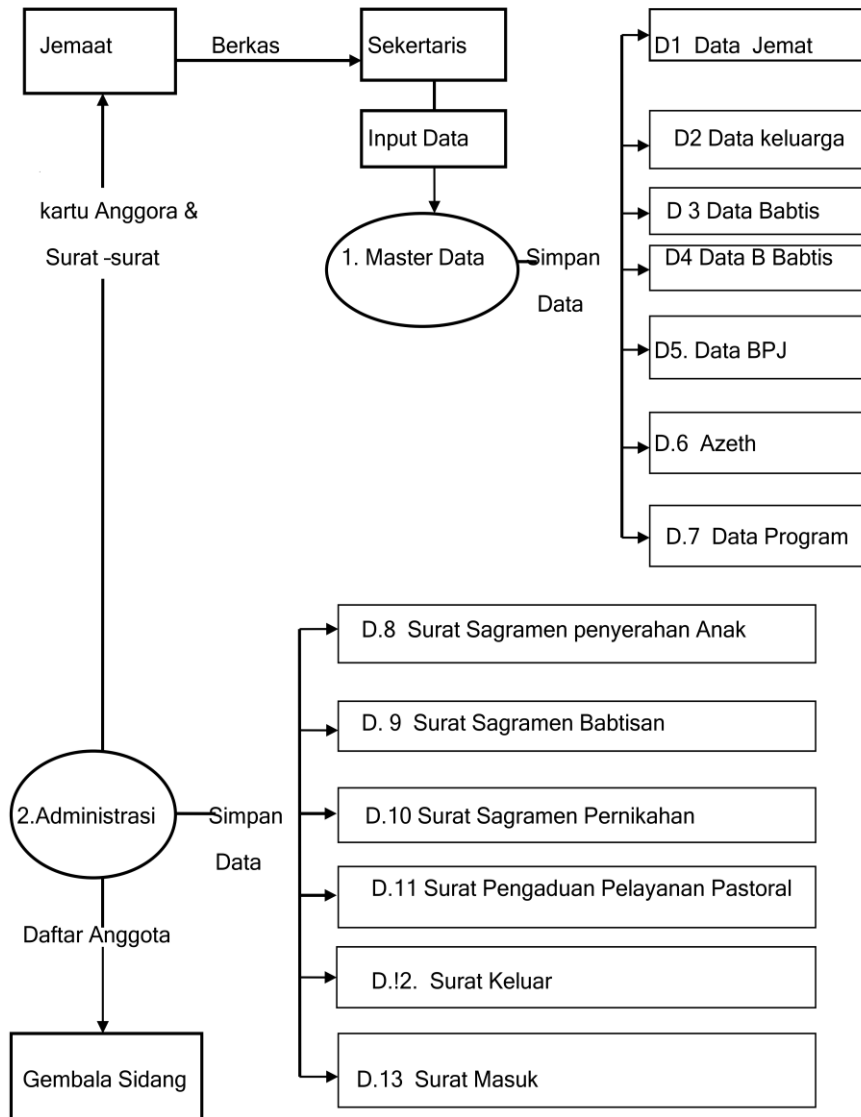 Jemaat
Berkas
Sekertaris
Input Data
1. Master Data
Simpan
Data
D1 Data Jemat
D2 Data keluarga
D 3 Data Babtis
D4 Data B Babtis
D5. Data BPJ
D.6 Azeth
D.7 Data Program
kartu Anggora &
Surat -surat
2.Administrasi
Simpan
Data
D.8 Surat Sagramen penyerahan Anak
D. 9 Surat Sagramen Babtisan
D.10 Surat Sagramen Pernikahan
D.11 Surat Pengaduan Pelayanan Pastoral
D.!2. Surat Keluar
D.13 Surat Masuk
Daftar Anggota
Gembala Sidang